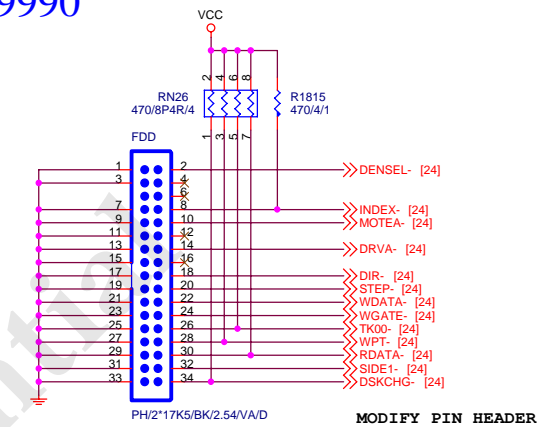 9990
VCC
2 4 6 8
RN26
470/8P4R/4
R1815
470/4/1
1 3 5 7
FDD
1 2 DENSEL- [24]
3 4
6
7 8 INDEX- [24]
9 10 MOTEA- [24]
11 12
13 14 DRVA- [24]
15 16
17 18 DIR- [24]
19 20 STEP- [24]
21 22 WDATA- [24]
23 24 WGATE- [24]
25 26 TK00- [24]
27 28 WPT- [24]
29 30 RDATA- [24]
31 32 SIDE1- [24]
33 34 DSKCHG- [24]
PH/2*17K5/BK/2.54/VA/D
MODIFY PIN HEADER